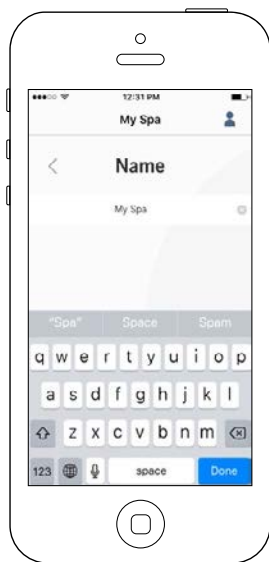 12:31 PM
My Spa
Name
My Spa
"Spa" Space Spam
q w e r t y u i o p
a s d f g h j k l
z x c v b n m
123 space Done